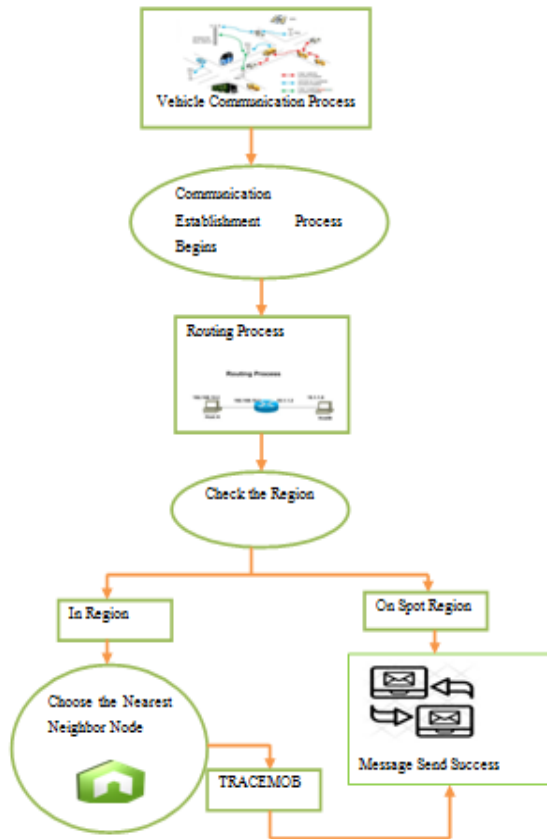 Vehicle Communication Process
Communication
Establishment Process
Begins
Routing Process
Routing Process
Check the Region
In Region
On Spot Region
Choose the Nearest
Neighbor Node
TRACEMOB
Message Send Success